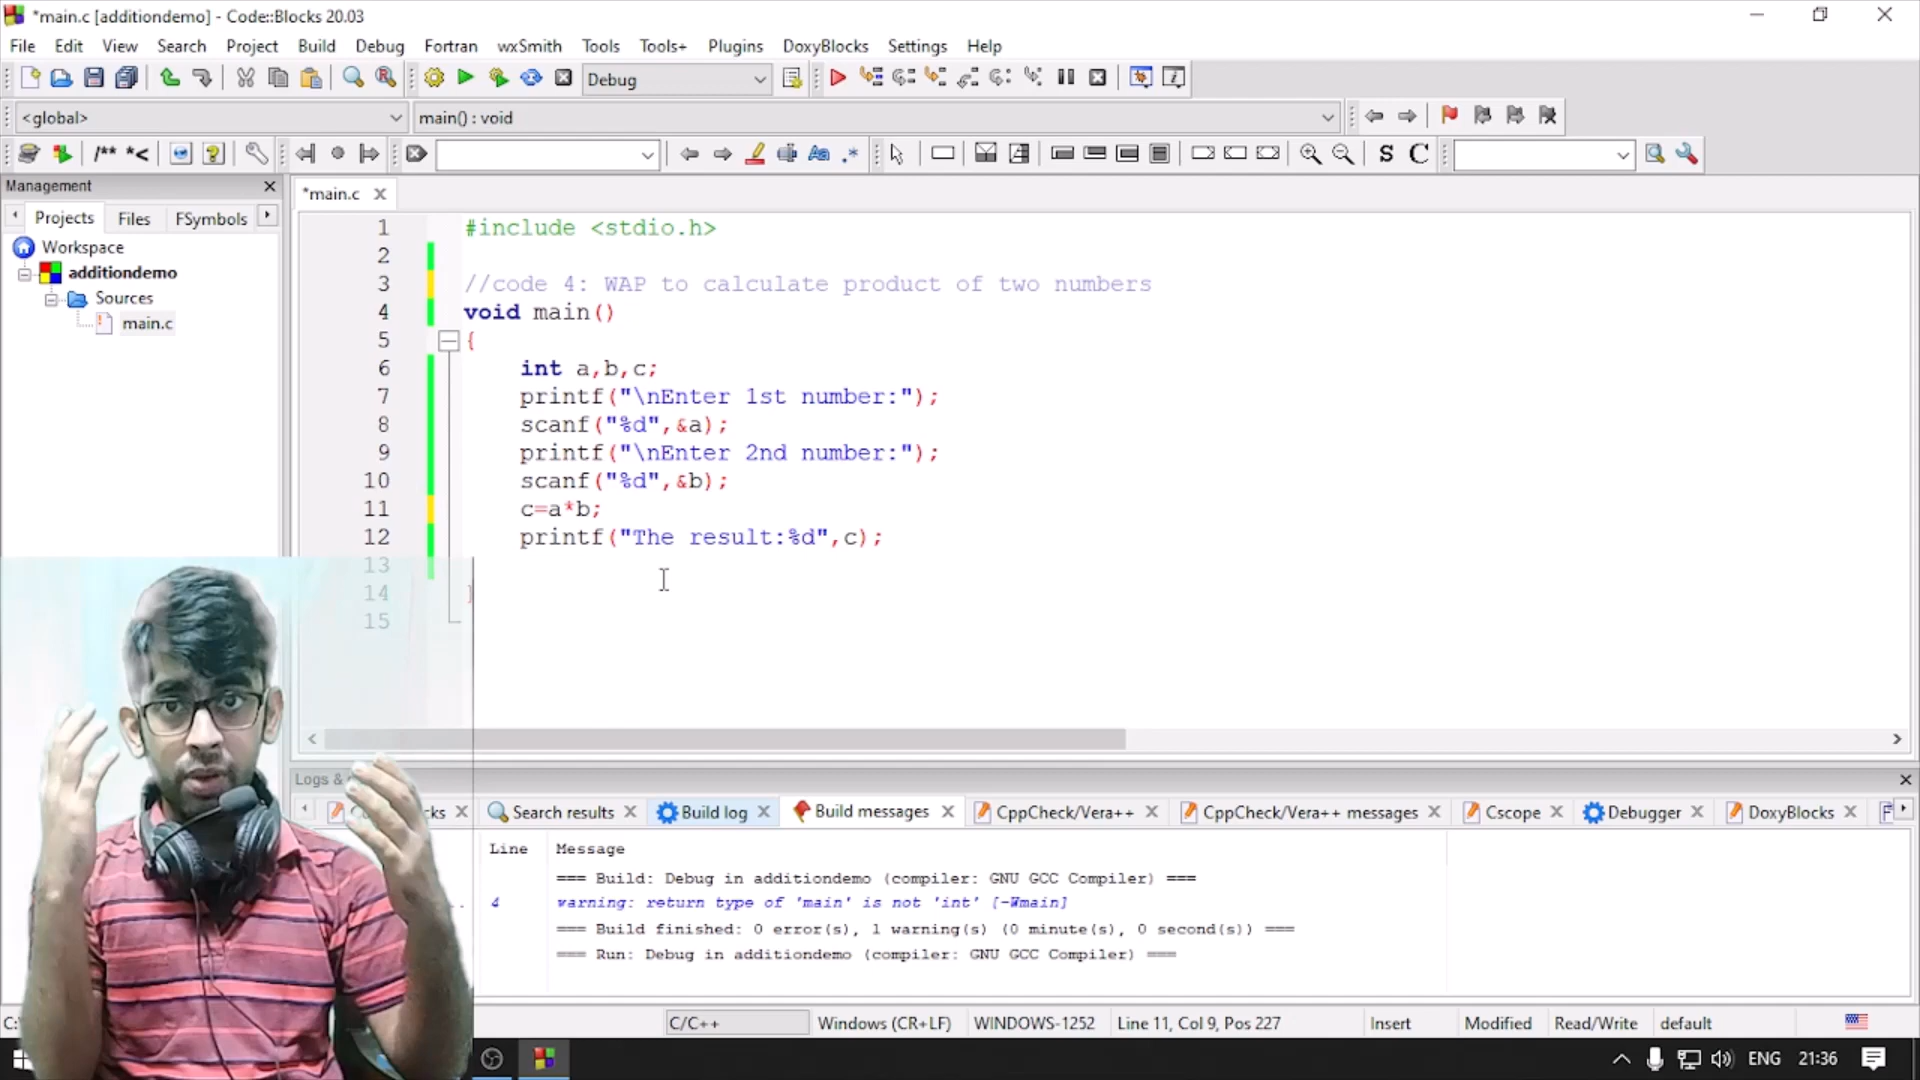 *main.c [additiondemo] - Code::Blocks 20.03
File Edit View Search Project Build Debug Fortran wxSmith Tools Tools+ Plugins DoxyBlocks Settings Help
Debug
<global> main() : void
/** *< Aa .* S C
Management
*main.c
Projects Files FSymbols
Workspace
additiondemo
Sources
main.c
1 #include <stdio.h>
2
3 //code 4: WAP to calculate product of two numbers
4 void main()
5 {
6 int a,b,c;
7 printf("\nEnter 1st number:");
8 scanf("%d",&a);
9 printf("\nEnter 2nd number:");
10 scanf("%d",&b);
11 c=a*b;
12 printf("The result:%d",c);
13
14
15
Logs &
Search results Build log Build messages CppCheck/Vera++ CppCheck/Vera++ messages Cscope Debugger DoxyBlocks
Line Message
=== Build: Debug in additiondemo (compiler: GNU GCC Compiler) ===
4 warning: return type of 'main' is not 'int' [-Wmain]
=== Build finished: 0 error(s), 1 warning(s) (0 minute(s), 0 second(s)) ===
=== Run: Debug in additiondemo (compiler: GNU GCC Compiler) ===
C:\ C/C++ Windows (CR+LF) WINDOWS-1252 Line 11, Col 9, Pos 227 Insert Modified Read/Write default
ENG 21:36